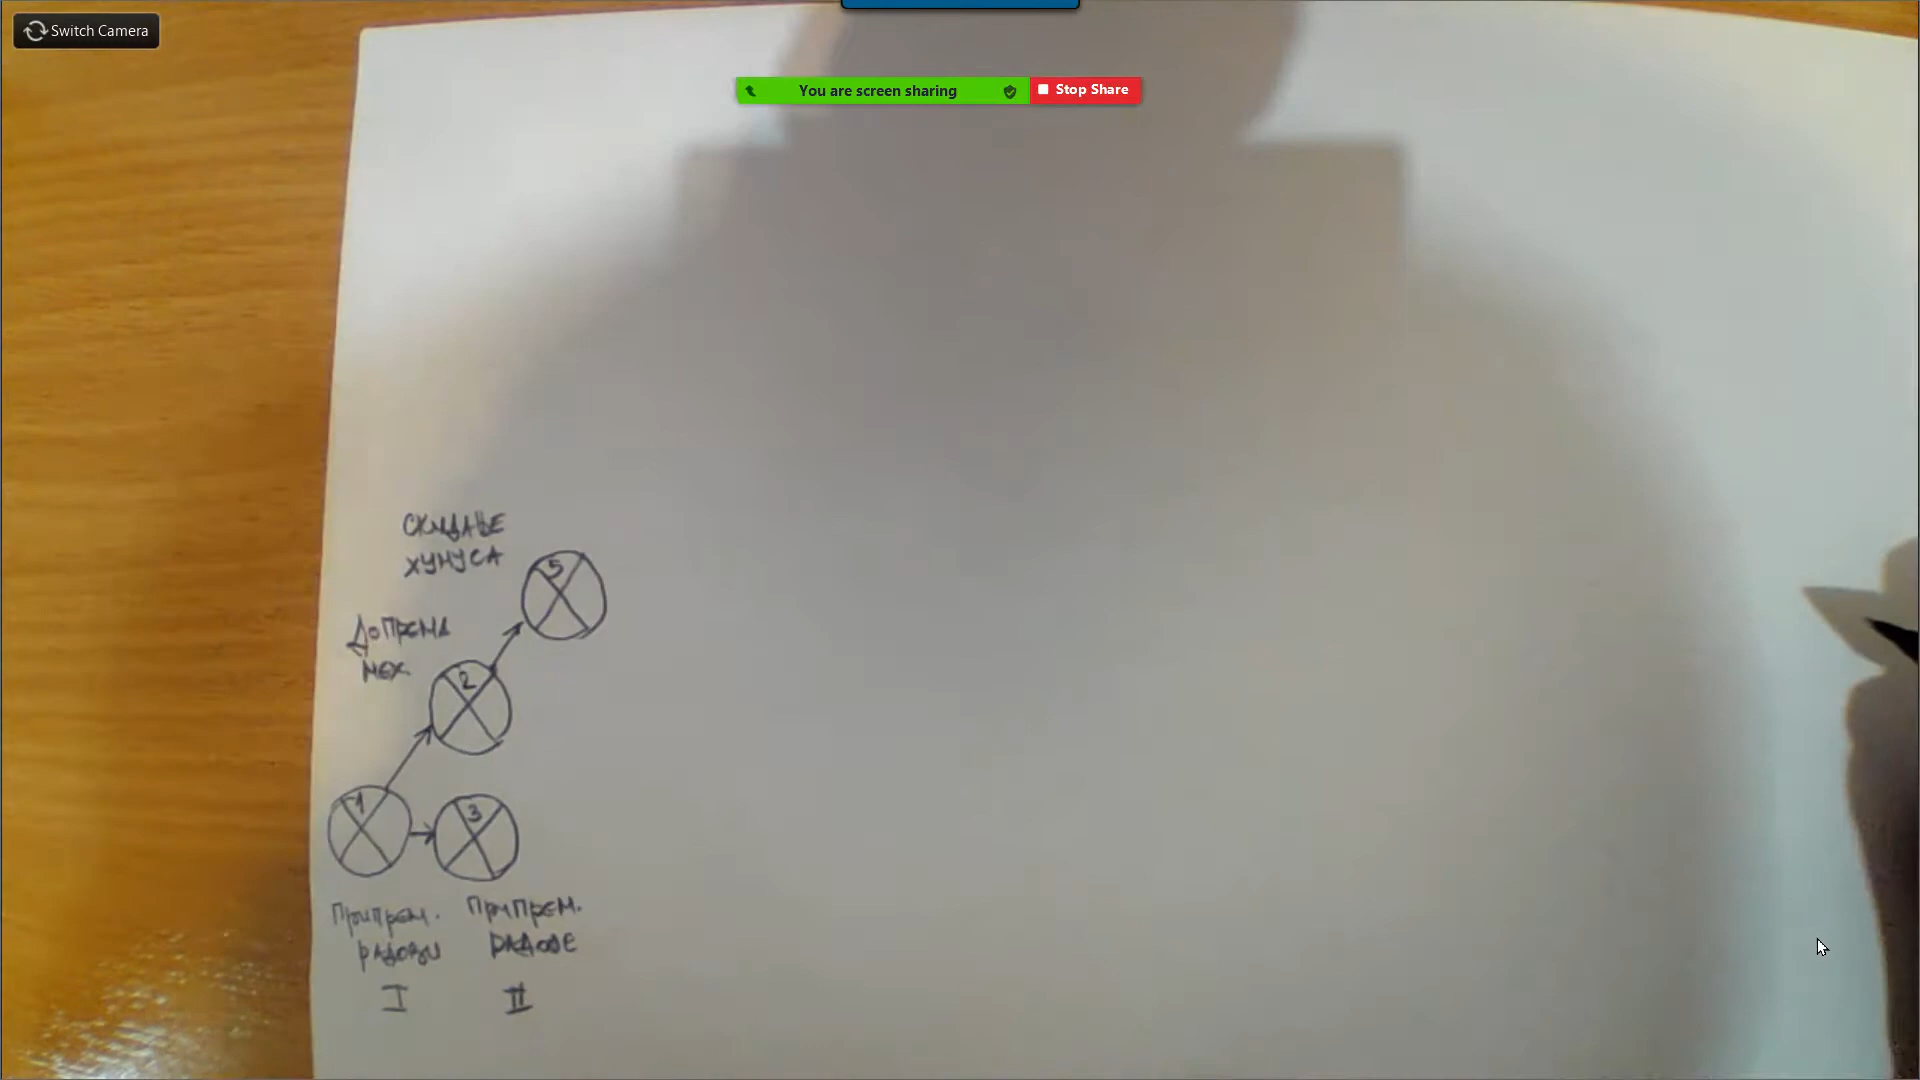 Switch Camera
You are screen sharing
Stop Share
СКИДАЊЕ
ХУМУСА
5
ДОПРЕМА
МЕХ.
2
1
3
Припрем.
радови
I
Припрем.
РАДОВЕ
II